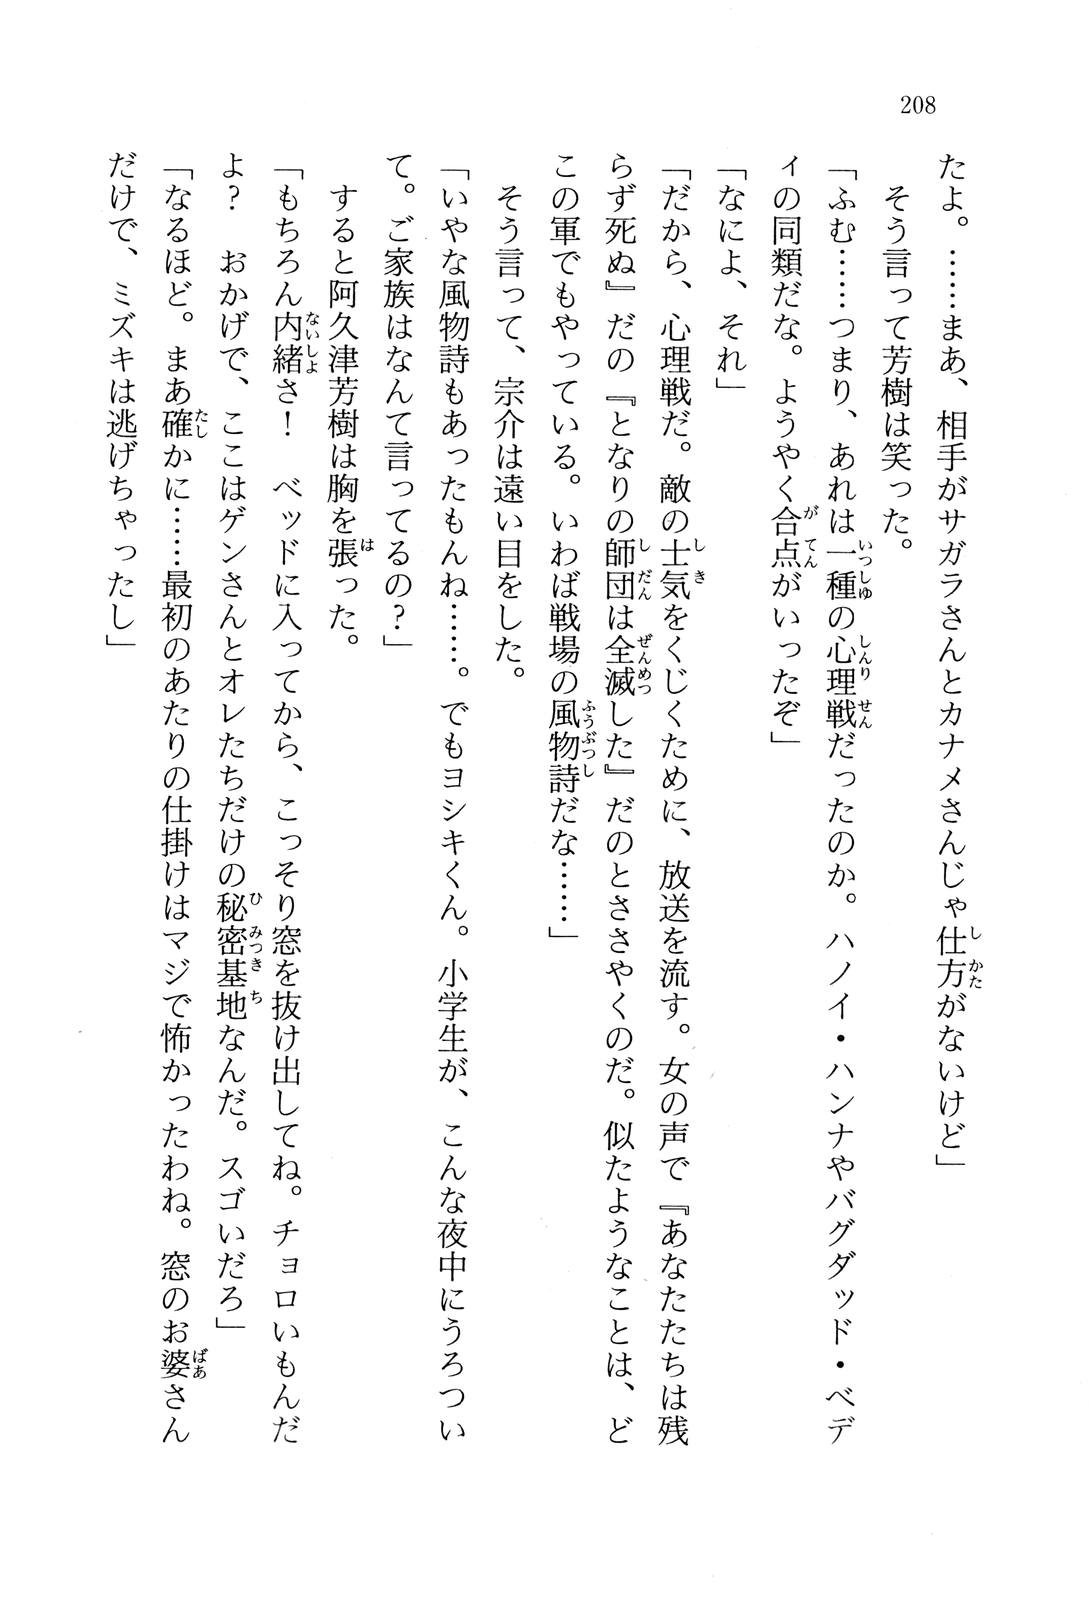 208
たよ。……まあ、相手がサガラさんとカナメさんじゃ仕方がないけど」
　そう言って芳樹は笑った。
「ふむ……つまり、あれは一種の心理戦だったのか。ハノイ・ハンナやバグダッド・ベデ
ィの同類だな。ようやく合点がいったぞ」
「なによ、それ」
「だから、心理戦だ。敵の士気をくじくために、放送を流す。女の声で『あなたたちは残
らず死ぬ』だの『となりの師団は全滅した』だのとささやくのだ。似たようなことは、ど
この軍でもやっている。いわば戦場の風物詩だな……」
　そう言って、宗介は遠い目をした。
「いやな風物詩もあったもんね……。でもヨシキくん。小学生が、こんな夜中にうろつい
て。ご家族はなんて言ってるの？」
　すると阿久津芳樹は胸を張った。
「もちろん内緒さ！　ベッドに入ってから、こっそり窓を抜け出してね。チョロいもんだ
よ？　おかげで、ここはゲンさんとオレたちだけの秘密基地なんだ。スゴいだろ」
「なるほど。まあ確かに……最初のあたりの仕掛けはマジで怖かったわね。窓のお婆さん
だけで、ミズキは逃げちゃったし」